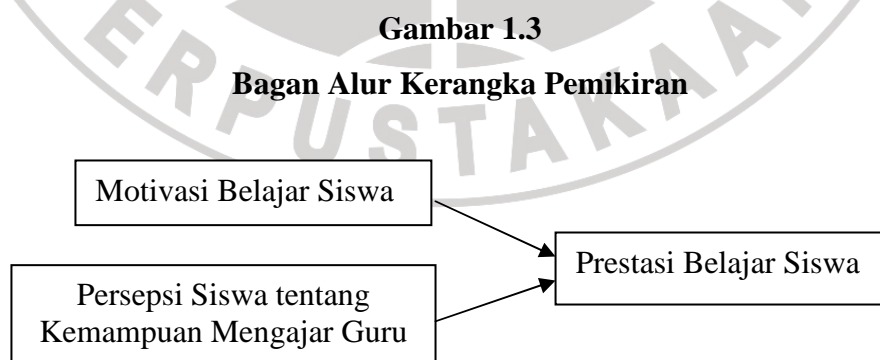 Gambar 1.3
Bagan Alur Kerangka Pemikiran
ERPUSTAKAA
Motivasi Belajar Siswa
Prestasi Belajar Siswa
Persepsi Siswa tentang
Kemampuan Mengajar Guru